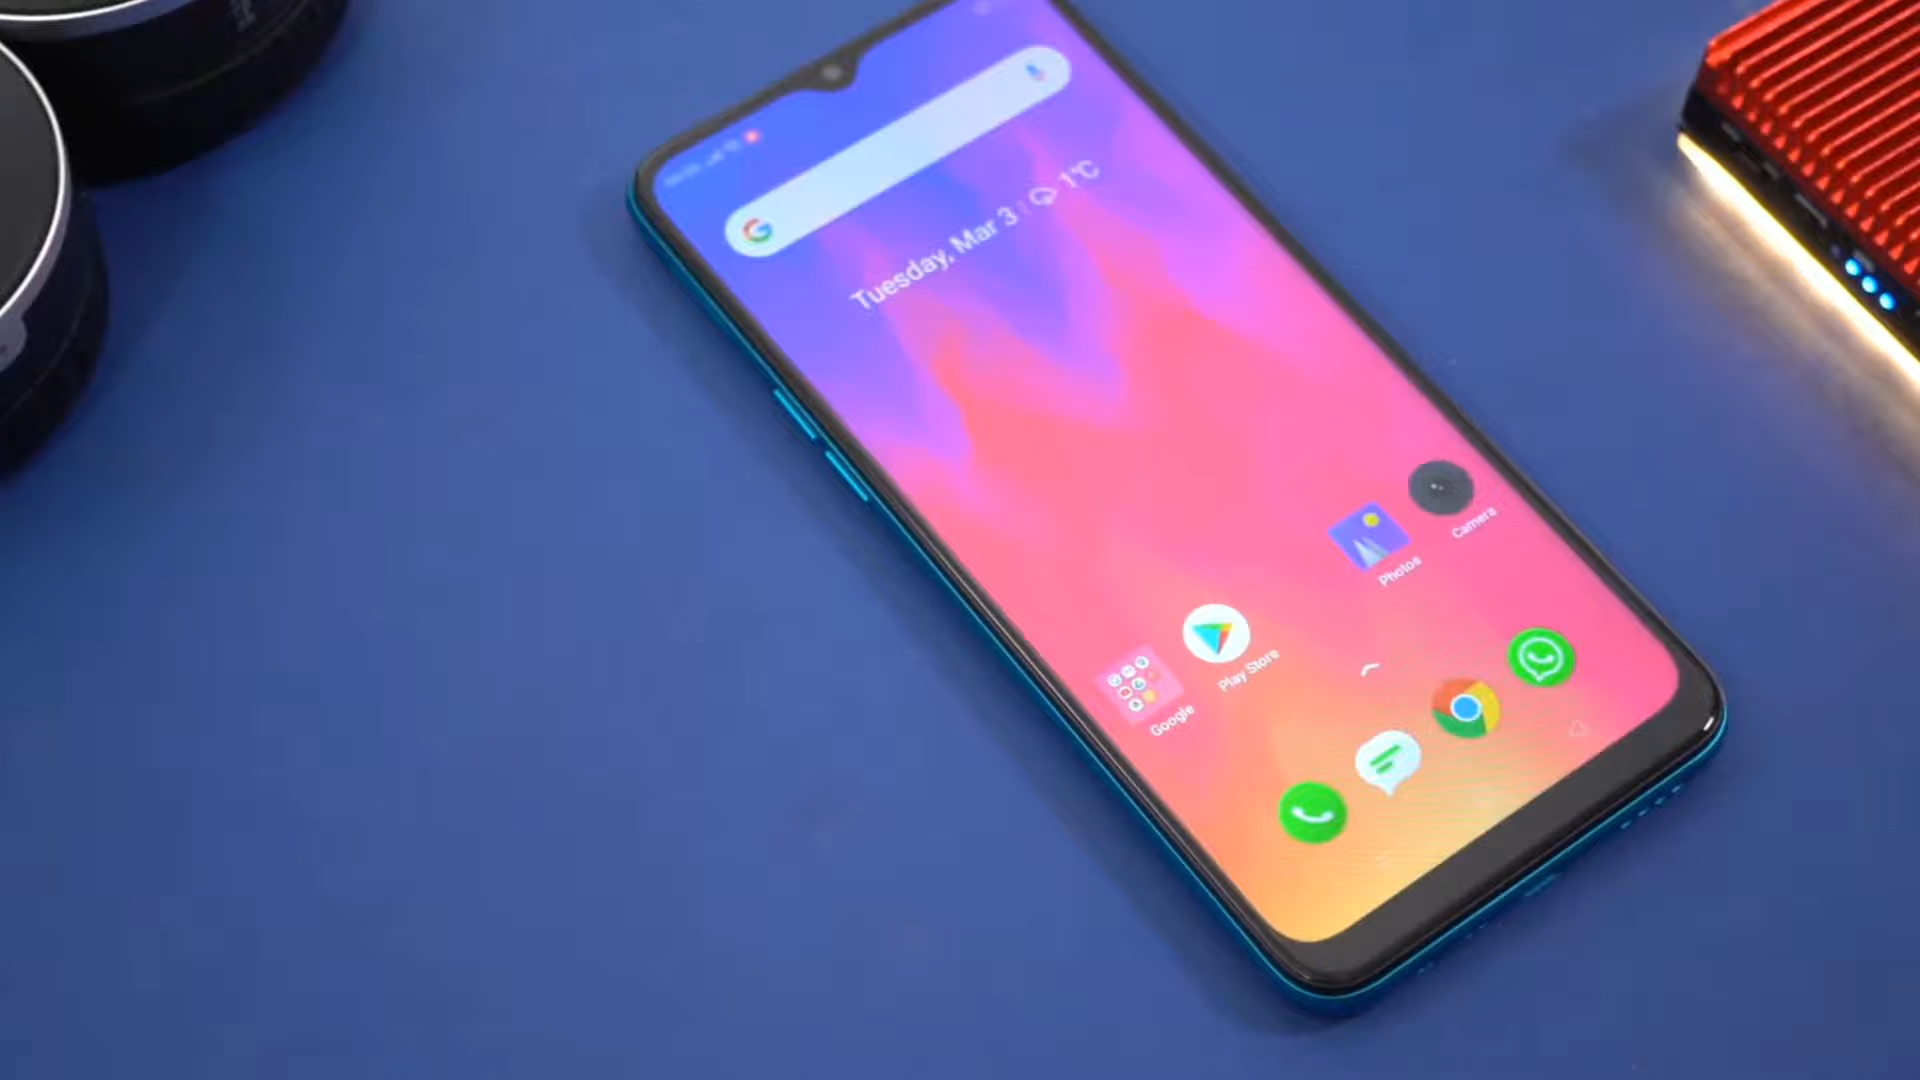 Tuesday, Mar 3 | 1°C
Camera
Photos
Play Store
Google